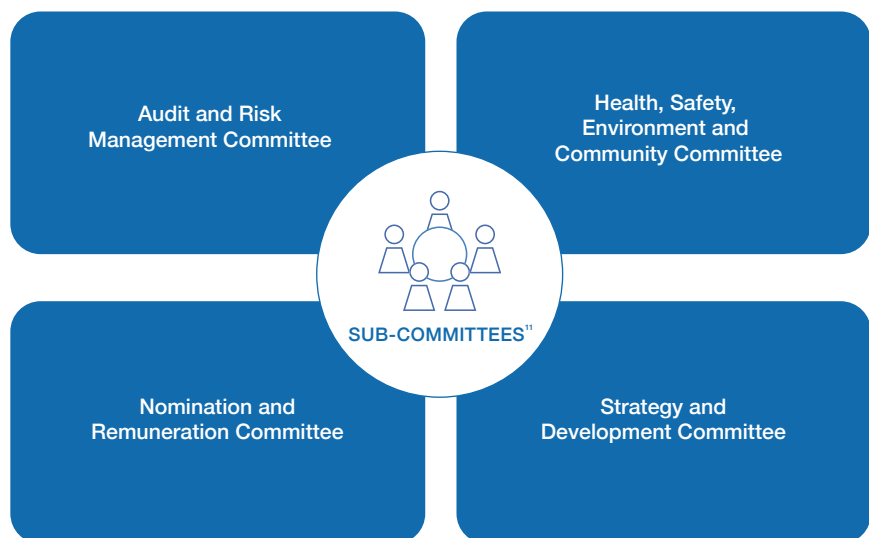 Audit and Risk
Management Committee
Health, Safety,
Environment and
Community Committee
SUB-COMMITTEES¹¹
Nomination and
Remuneration Committee
Strategy and
Development Committee